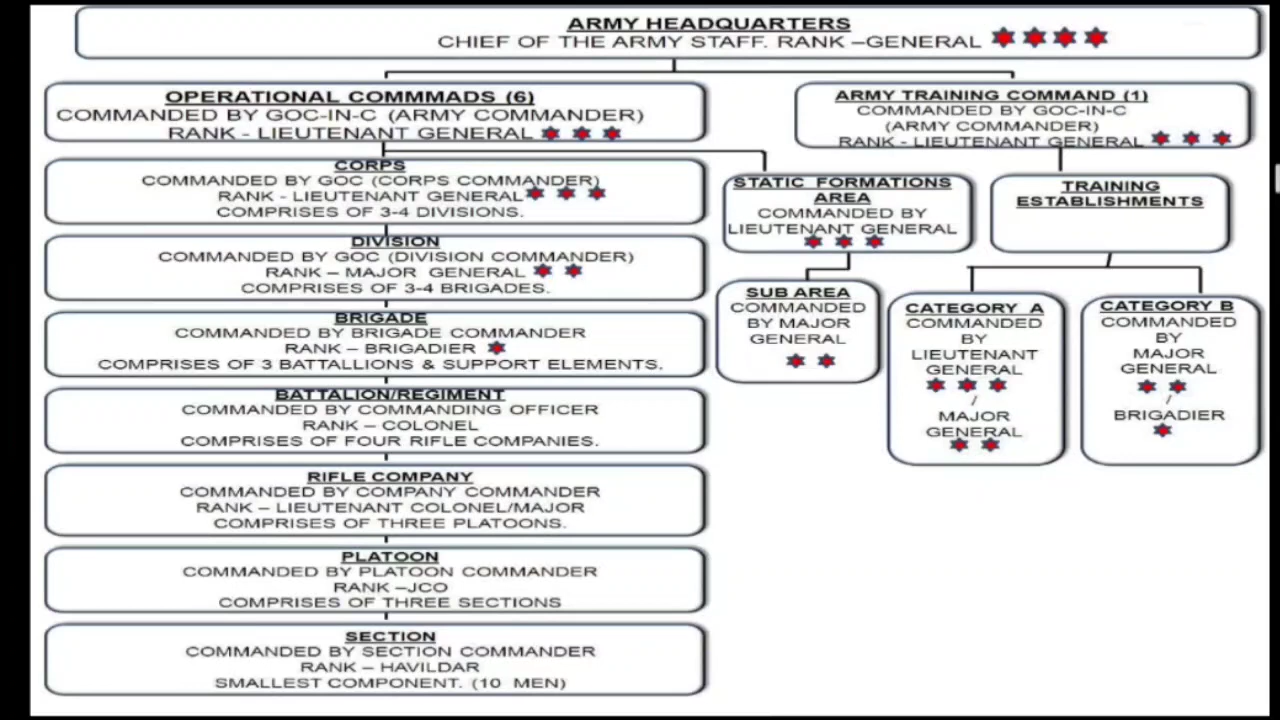 ARMY HEADQUARTERS
CHIEF OF THE ARMY STAFF. RANK –GENERAL
OPERATIONAL COMMMADS (6)
COMMANDED BY GOC-IN-C (ARMY COMMANDER)
RANK - LIEUTENANT GENERAL
ARMY TRAINING COMMAND (1)
COMMANDED BY GOC-IN-C
(ARMY COMMANDER)
RANK - LIEUTENANT GENERAL
CORPS
COMMANDED BY GOC (CORPS COMMANDER)
RANK - LIEUTENANT GENERAL
COMPRISES OF 3-4 DIVISIONS.
STATIC FORMATIONS
AREA
COMMANDED BY
LIEUTENANT GENERAL
TRAINING
ESTABLISHMENTS
DIVISION
COMMANDED BY GOC (DIVISION COMMANDER)
RANK – MAJOR GENERAL
COMPRISES OF 3-4 BRIGADES.
SUB AREA
COMMANDED
BY MAJOR
GENERAL
CATEGORY A
COMMANDED
BY
LIEUTENANT
GENERAL
/
MAJOR
GENERAL
CATEGORY B
COMMANDED
BY
MAJOR
GENERAL
/
BRIGADIER
BRIGADE
COMMANDED BY BRIGADE COMMANDER
RANK – BRIGADIER
COMPRISES OF 3 BATTALLIONS & SUPPORT ELEMENTS.
BATTALION/REGIMENT
COMMANDED BY COMMANDING OFFICER
RANK – COLONEL
COMPRISES OF FOUR RIFLE COMPANIES.
RIFLE COMPANY
COMMANDED BY COMPANY COMMANDER
RANK – LIEUTENANT COLONEL/MAJOR
COMPRISES OF THREE PLATOONS.
PLATOON
COMMANDED BY PLATOON COMMANDER
RANK –JCO
COMPRISES OF THREE SECTIONS
SECTION
COMMANDED BY SECTION COMMANDER
RANK – HAVILDAR
SMALLEST COMPONENT. (10 MEN)